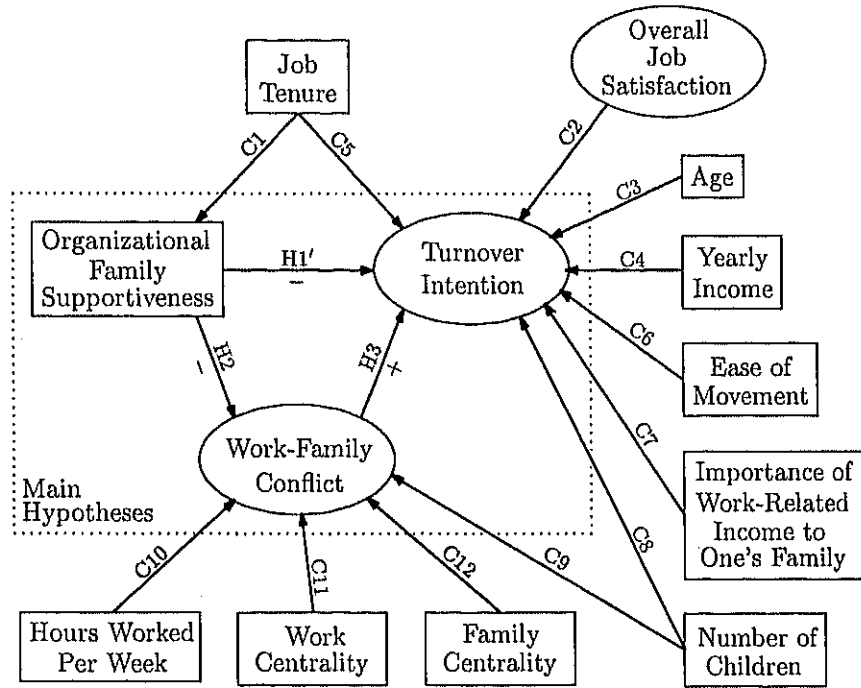 Overall
Job
Satisfaction
Job
Tenure
C1
C5
C2
C3
Age
Organizational
Family
Supportiveness
H1′
−
Turnover
Intention
C4
Yearly
Income
H2
−
H3
+
C6
Ease of
Movement
Work-Family
Conflict
C7
Main
Hypotheses
Importance of
Work-Related
Income to
One's Family
C10
C11
C12
C9
C8
Hours Worked
Per Week
Work
Centrality
Family
Centrality
Number of
Children